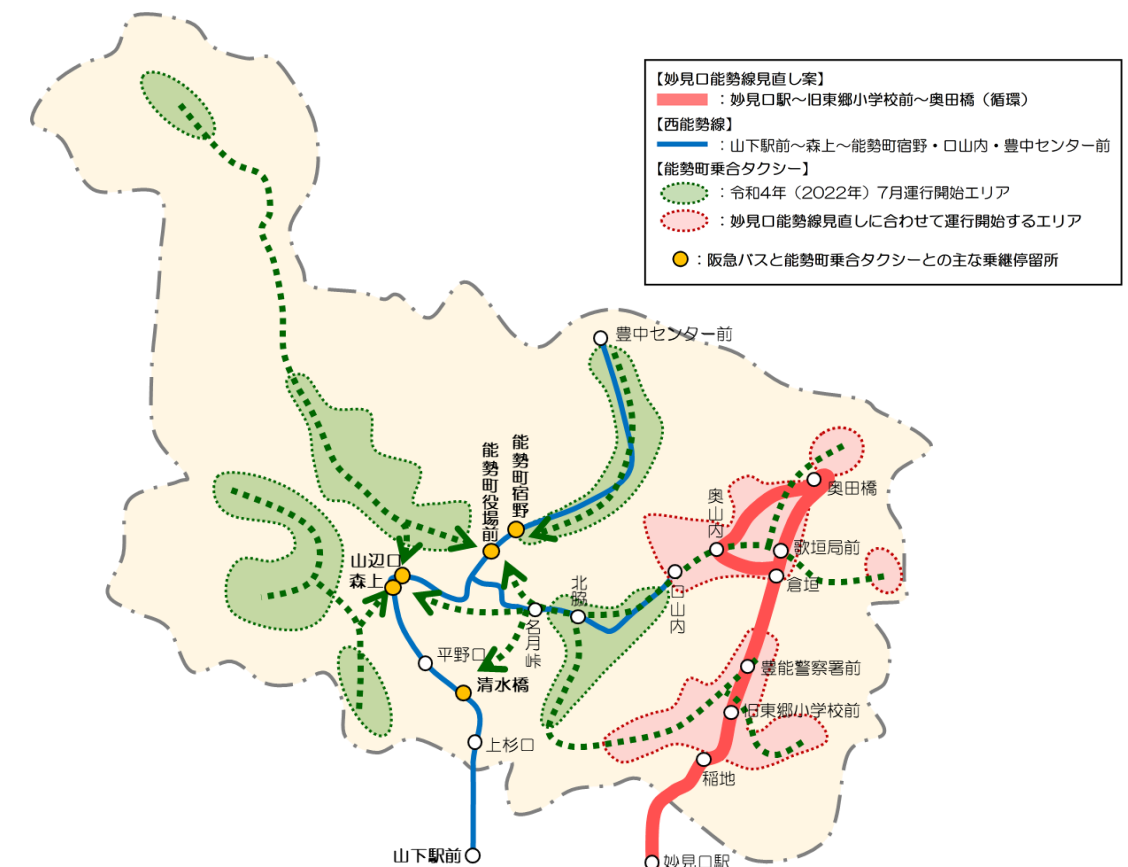 【妙見口能勢線見直し案】
：妙見口駅～旧東郷小学校前～奥田橋（循環）
【西能勢線】
：山下駅前～森上～能勢町宿野・口山内・豊中センター前
【能勢町乗合タクシー】
：令和4年（2022年）7月運行開始エリア
：妙見口能勢線見直しに合わせて運行開始するエリア
：阪急バスと能勢町乗合タクシーとの主な乗継停留所
豊中センター前
能勢町宿野
能勢町役場前
奥田橋
奥山内
歌垣局前
山辺口
森上
倉垣
北脇
口山内
名月峠
平野口
豊能警察署前
清水橋
旧東郷小学校前
上杉口
稲地
山下駅前
妙見口駅